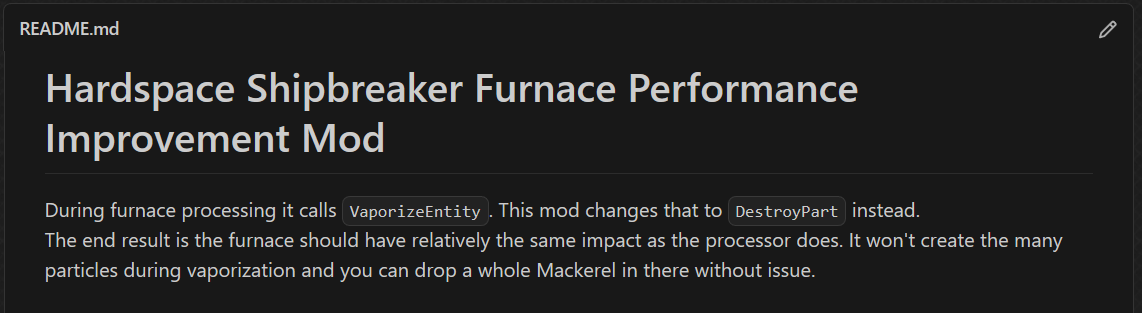 README.md
Hardspace Shipbreaker Furnace Performance
Improvement Mod
During furnace processing it calls VaporizeEntity. This mod changes that to DestroyPart instead.
The end result is the furnace should have relatively the same impact as the processor does. It won't create the many
particles during vaporization and you can drop a whole Mackerel in there without issue.